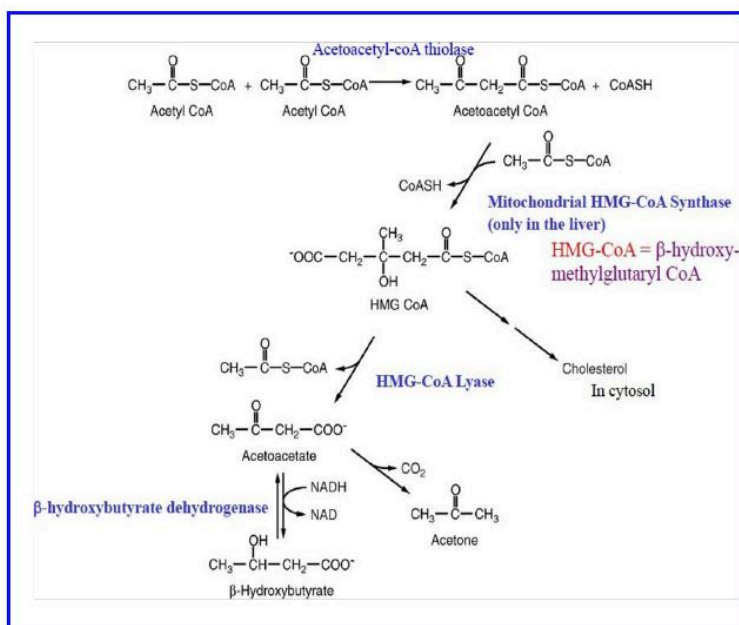 Acetoacetyl-coA thiolase
O O O O
CH₃—C—S—CoA + CH₃—C—S—CoA CH₃—C—CH₂—C—S—CoA + CoASH
Acetyl CoA Acetyl CoA Acetoacetyl CoA
O
CH₃—C—S—CoA
CoASH
Mitochondrial HMG-CoA Synthase
(only in the liver)
CH₃ O
⁻OOC—CH₂—C—CH₂—C—S—CoA
OH
HMG CoA
HMG-CoA = β-hydroxy-
methylglutaryl CoA
O
CH₃—C—S—CoA
HMG-CoA Lyase
Cholesterol
In cytosol
O
CH₃—C—CH₂—COO⁻
Acetoacetate
CO₂
NADH
β-hydroxybutyrate dehydrogenase
NAD
O
CH₃—C—CH₃
Acetone
OH
CH₃—CH—CH₂—COO⁻
β-Hydroxybutyrate